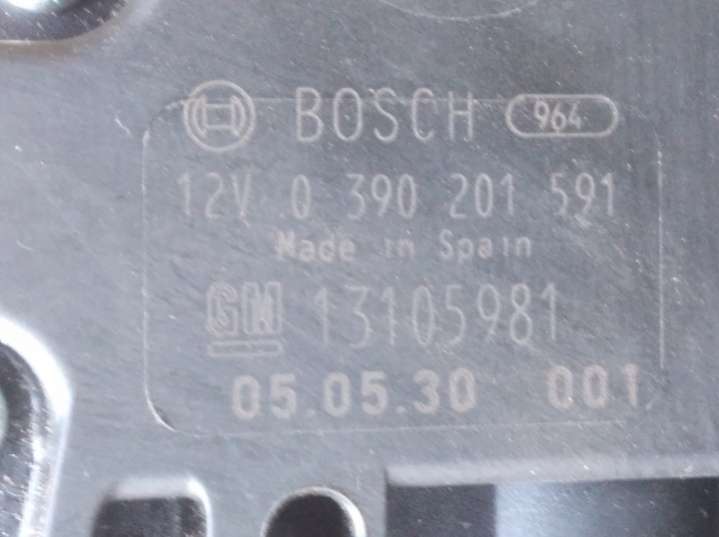 BOSCH 964
12V 0 390 201 591
Made in Spain
GM 13105981
05.05.30 001